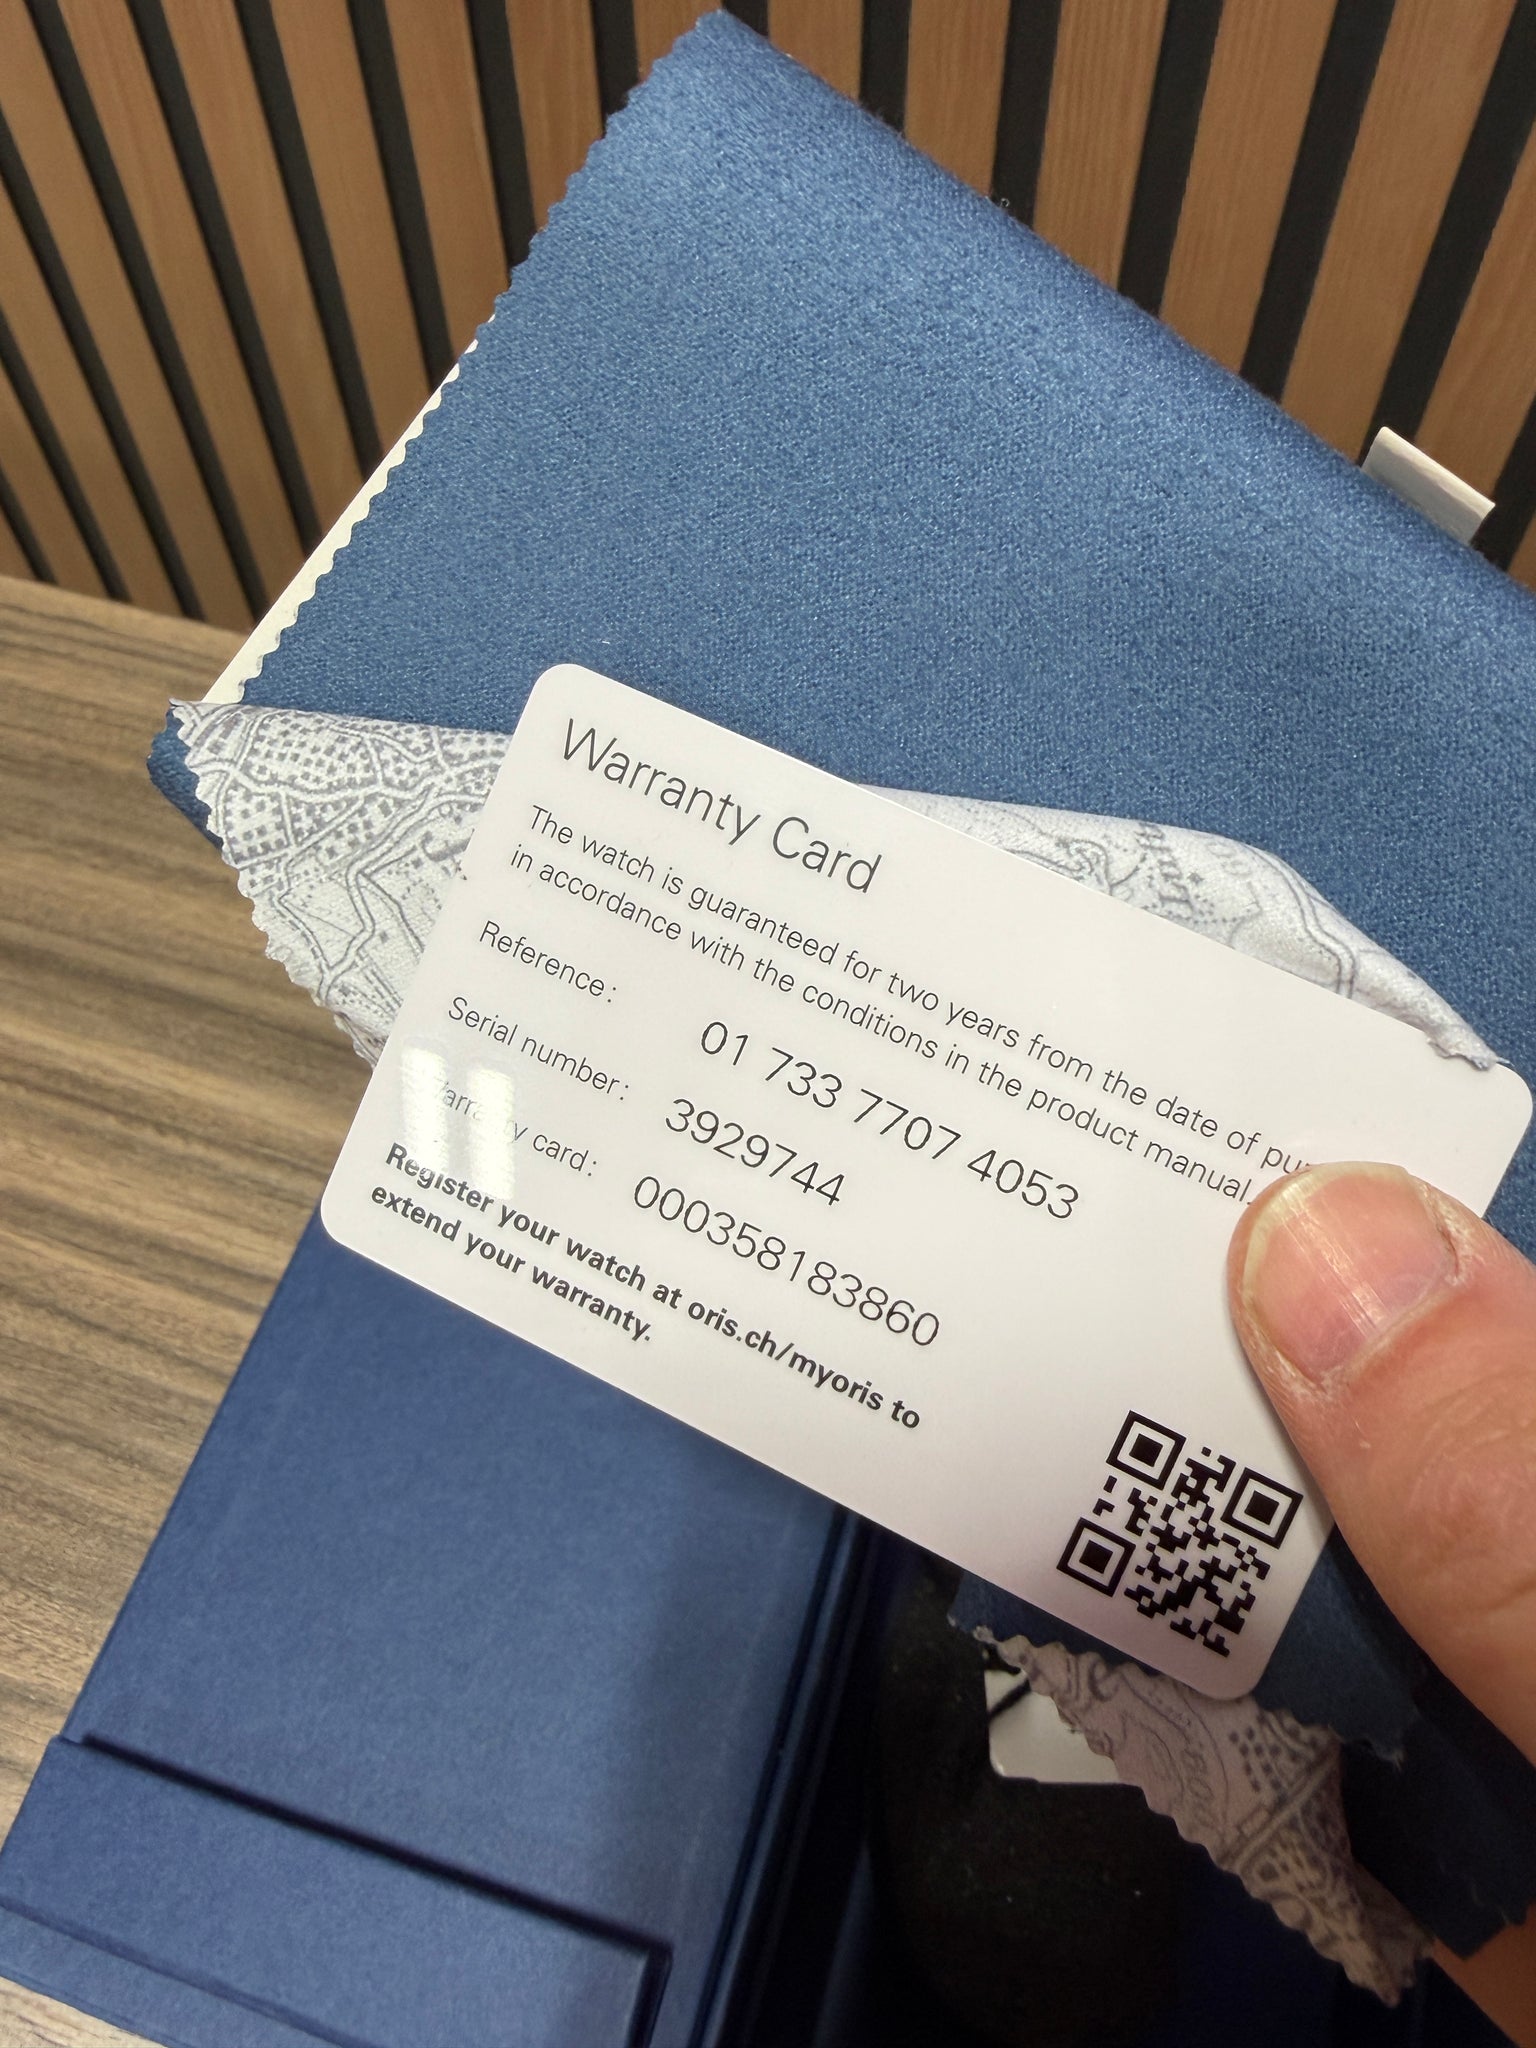 Warranty Card
The watch is guaranteed for two years from the date of
in accordance with the conditions in the product manual.
Reference: 01 733 7707 4053
Serial number: 3929744
Warranty card: 000358183860
Register your watch at oris.ch/myoris to
extend your warranty.